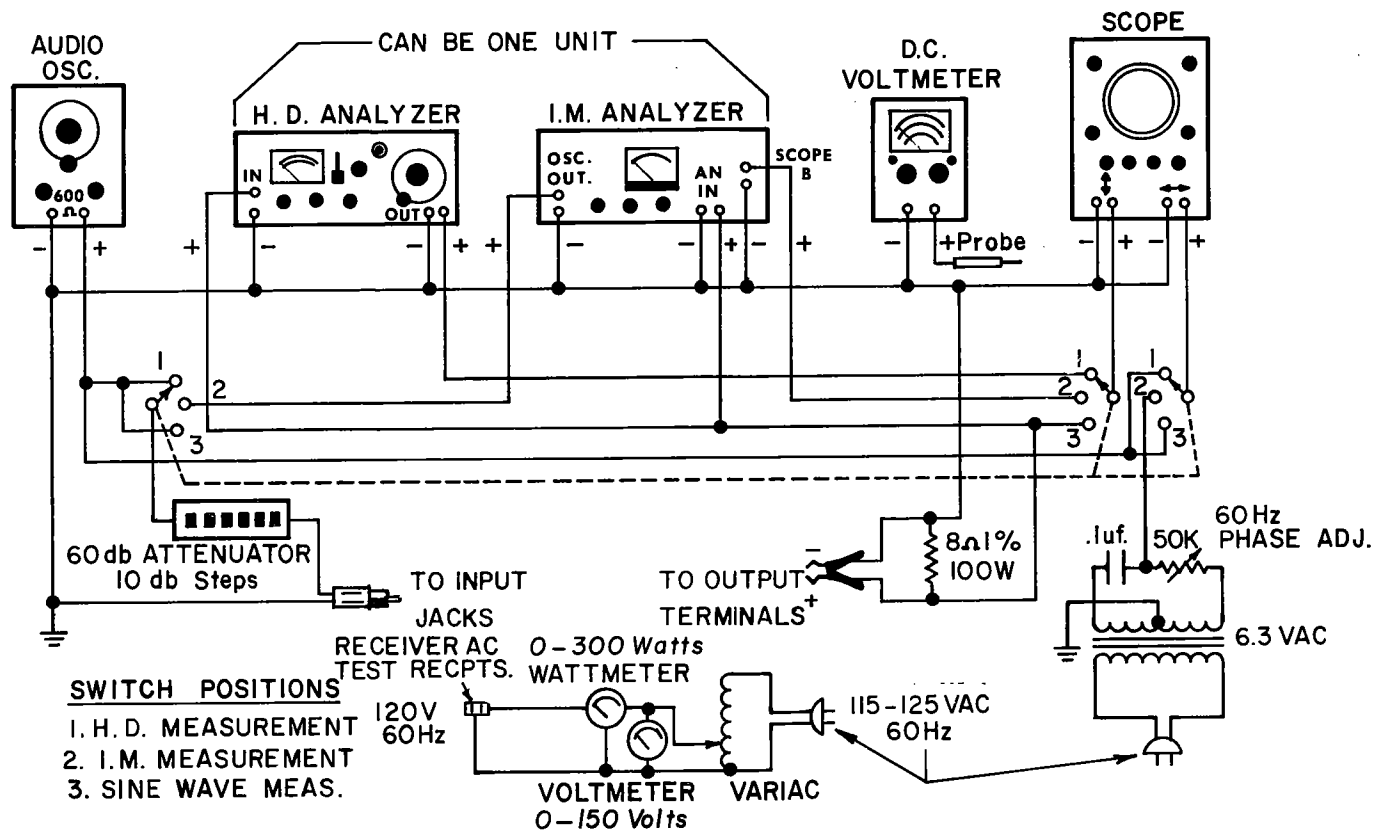 AUDIO
OSC.
CAN BE ONE UNIT
D.C.
VOLTMETER
SCOPE
H. D. ANALYZER
I.M. ANALYZER
600
Ω
IN
OUT
OSC.
OUT.
AN
IN
SCOPE
B
- +
+ - - +
+ - - + - +
- +Probe
- + - +
1
2
3
1
2
3
1
2
3
60 db ATTENUATOR
10 db Steps
TO INPUT
JACKS
TO OUTPUT
TERMINALS
-
+
8Ω 1%
100W
.1uf.
50K
60Hz
PHASE ADJ.
6.3 VAC
RECEIVER AC
TEST RECPTS.
0-300 Watts
WATTMETER
120V
60Hz
115-125 VAC
60Hz
VOLTMETER
0-150 Volts
VARIAC
SWITCH POSITIONS
1. H. D. MEASUREMENT
2. I.M. MEASUREMENT
3. SINE WAVE MEAS.